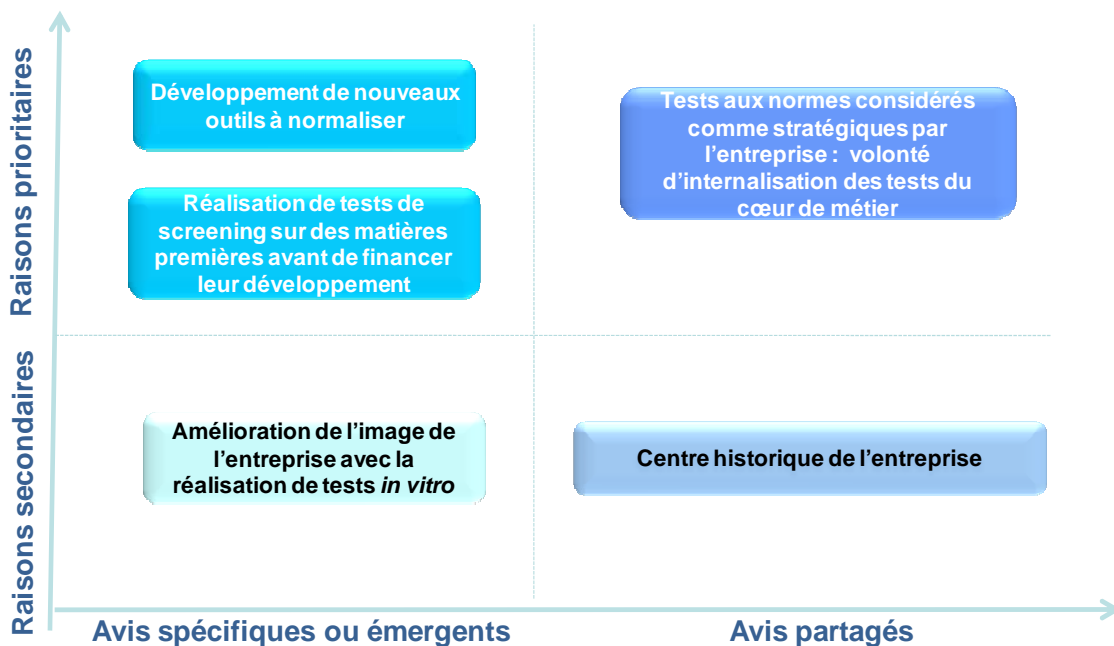 Raisons prioritaires
Développement de nouveaux
outils à normaliser
Réalisation de tests de
screening sur des matières
premières avant de financer
leur développement
Tests aux normes considérés
comme stratégiques par
l'entreprise : volonté
d'internalisation des tests du
cœur de métier
Raisons secondaires
Amélioration de l'image de
l'entreprise avec la
réalisation de tests in vitro
Centre historique de l'entreprise
Avis spécifiques ou émergents
Avis partagés